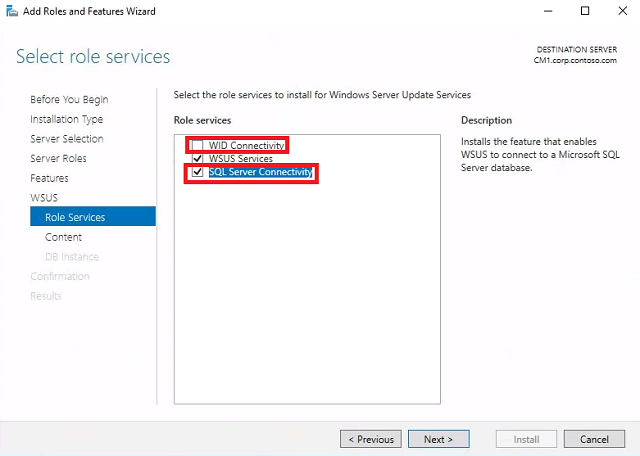 Add Roles and Features Wizard
Select role services
DESTINATION SERVER
CM1.corp.contoso.com
Before You Begin
Installation Type
Server Selection
Server Roles
Features
WSUS
Role Services
Content
DB Instance
Confirmation
Results
Select the role services to install for Windows Server Update Services
Role services
WID Connectivity
WSUS Services
SQL Server Connectivity
Description
Installs the feature that enables
WSUS to connect to a Microsoft SQL
Server database.
< Previous
Next >
Install
Cancel